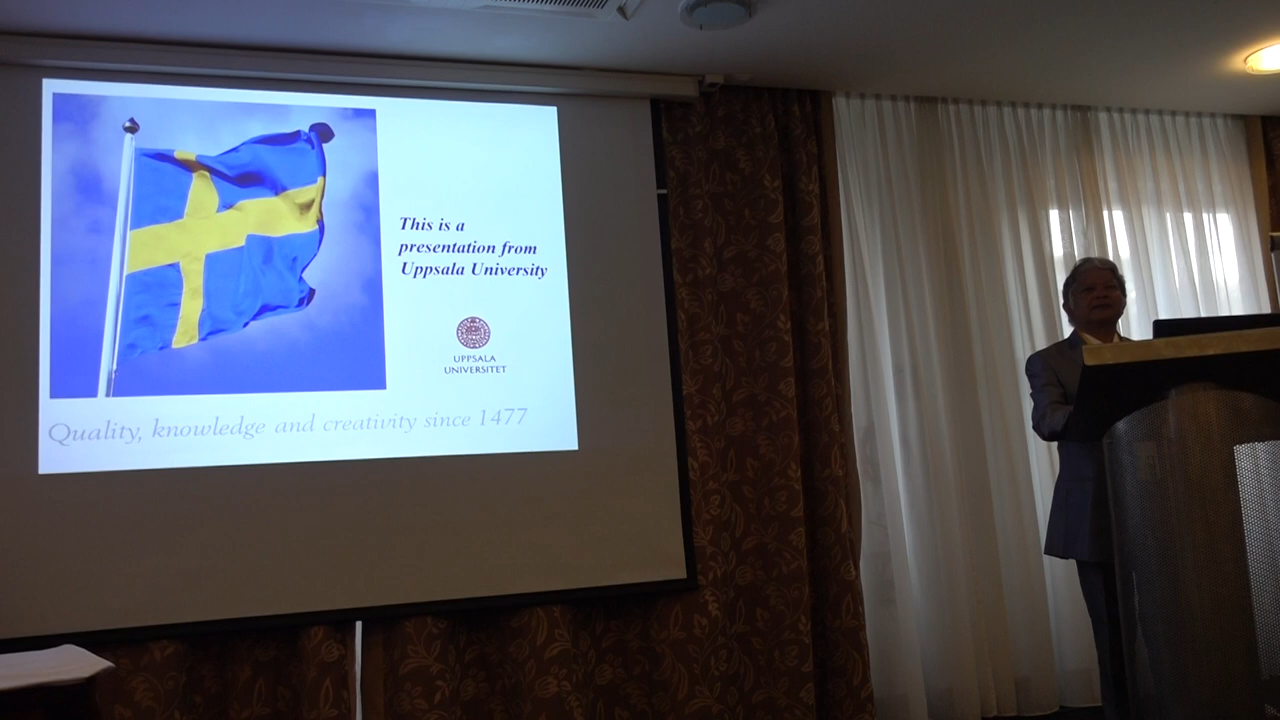 This is a
presentation from
Uppsala University
UPPSALA
UNIVERSITET
Quality, knowledge and creativity since 1477